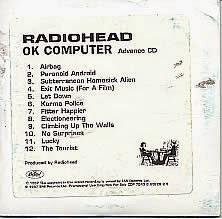 RADIOHEAD
OK COMPUTER Advance CD
1. Airbag
2. Paranoid Android
3. Subterranean Homesick Alien
4. Exit Music (For A Film)
5. Let Down
6. Karma Police
7. Fitter Happier
8. Electioneering
9. Climbing Up The Walls
10. No Surprises
11. Lucky
12. The Tourist
Produced by Radiohead